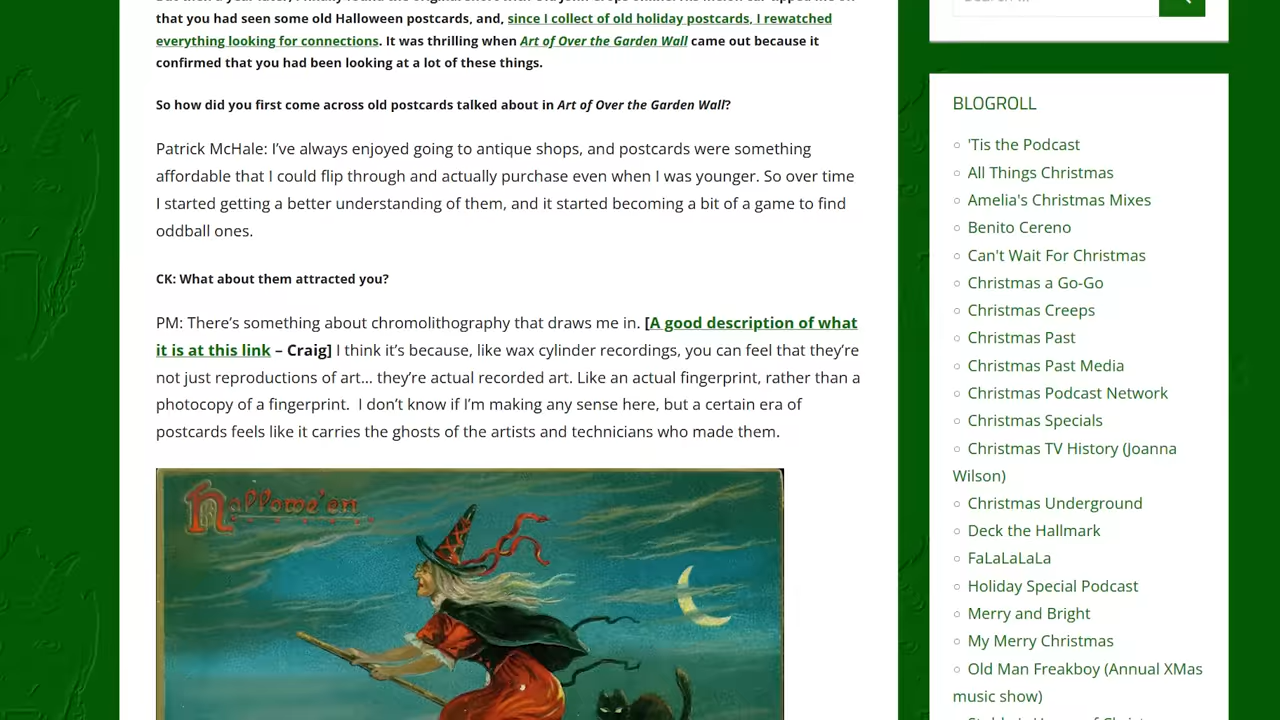 that you had seen some old Halloween postcards, and, since I collect of old holiday postcards, I rewatched
everything looking for connections. It was thrilling when Art of Over the Garden Wall came out because it
confirmed that you had been looking at a lot of these things.
So how did you first come across old postcards talked about in Art of Over the Garden Wall?
Patrick McHale: I’ve always enjoyed going to antique shops, and postcards were something
affordable that I could flip through and actually purchase even when I was younger. So over time
I started getting a better understanding of them, and it started becoming a bit of a game to find
oddball ones.
CK: What about them attracted you?
PM: There’s something about chromolithography that draws me in. [A good description of what
it is at this link – Craig] I think it’s because, like wax cylinder recordings, you can feel that they’re
not just reproductions of art… they’re actual recorded art. Like an actual fingerprint, rather than a
photocopy of a fingerprint.  I don’t know if I’m making any sense here, but a certain era of
postcards feels like it carries the ghosts of the artists and technicians who made them.
Hallowe'en
BLOGROLL
'Tis the Podcast
All Things Christmas
Amelia's Christmas Mixes
Benito Cereno
Can't Wait For Christmas
Christmas a Go-Go
Christmas Creeps
Christmas Past
Christmas Past Media
Christmas Podcast Network
Christmas Specials
Christmas TV History (Joanna
Wilson)
Christmas Underground
Deck the Hallmark
FaLaLaLaLa
Holiday Special Podcast
Merry and Bright
My Merry Christmas
Old Man Freakboy (Annual XMas
music show)